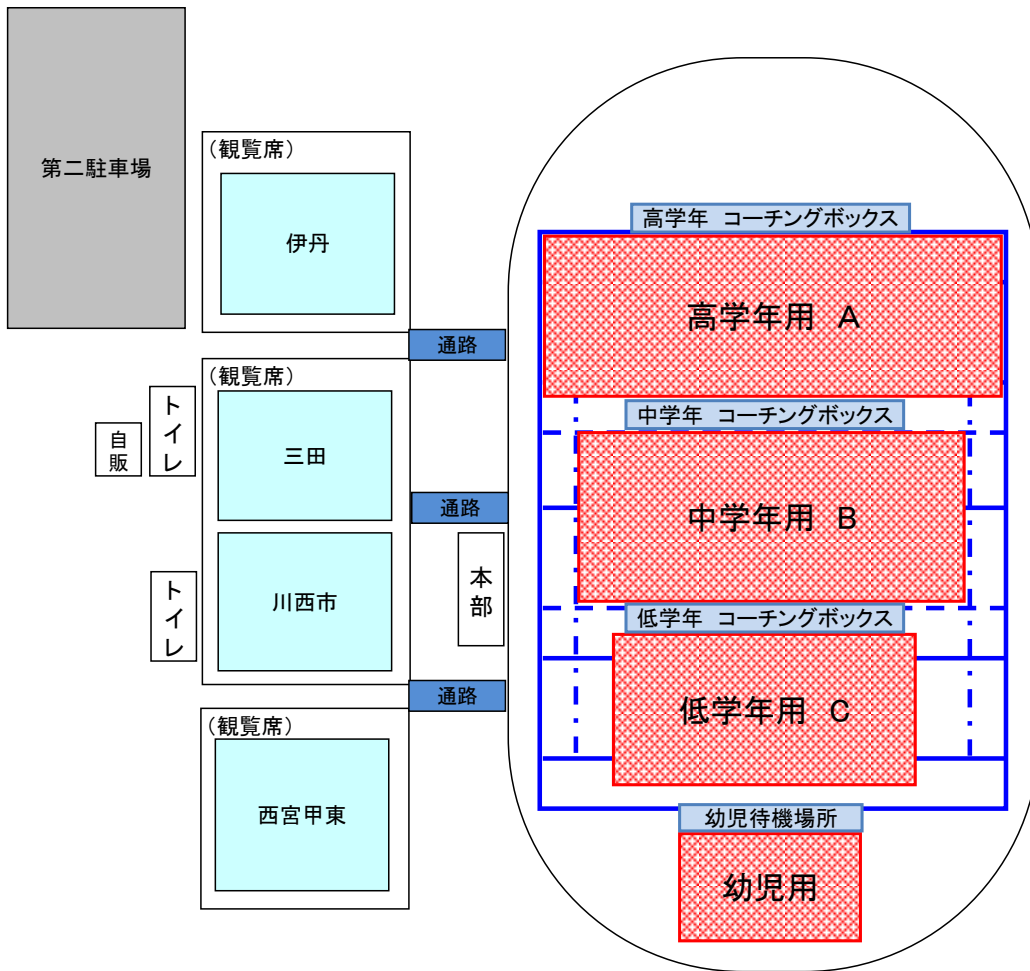 第二駐車場
(観覧席)
伊丹
通路
(観覧席)
三田
トイレ
自販
通路
川西市
トイレ
本部
通路
(観覧席)
西宮甲東
高学年 コーチングボックス
高学年用 A
中学年 コーチングボックス
中学年用 B
低学年 コーチングボックス
低学年用 C
幼児待機場所
幼児用